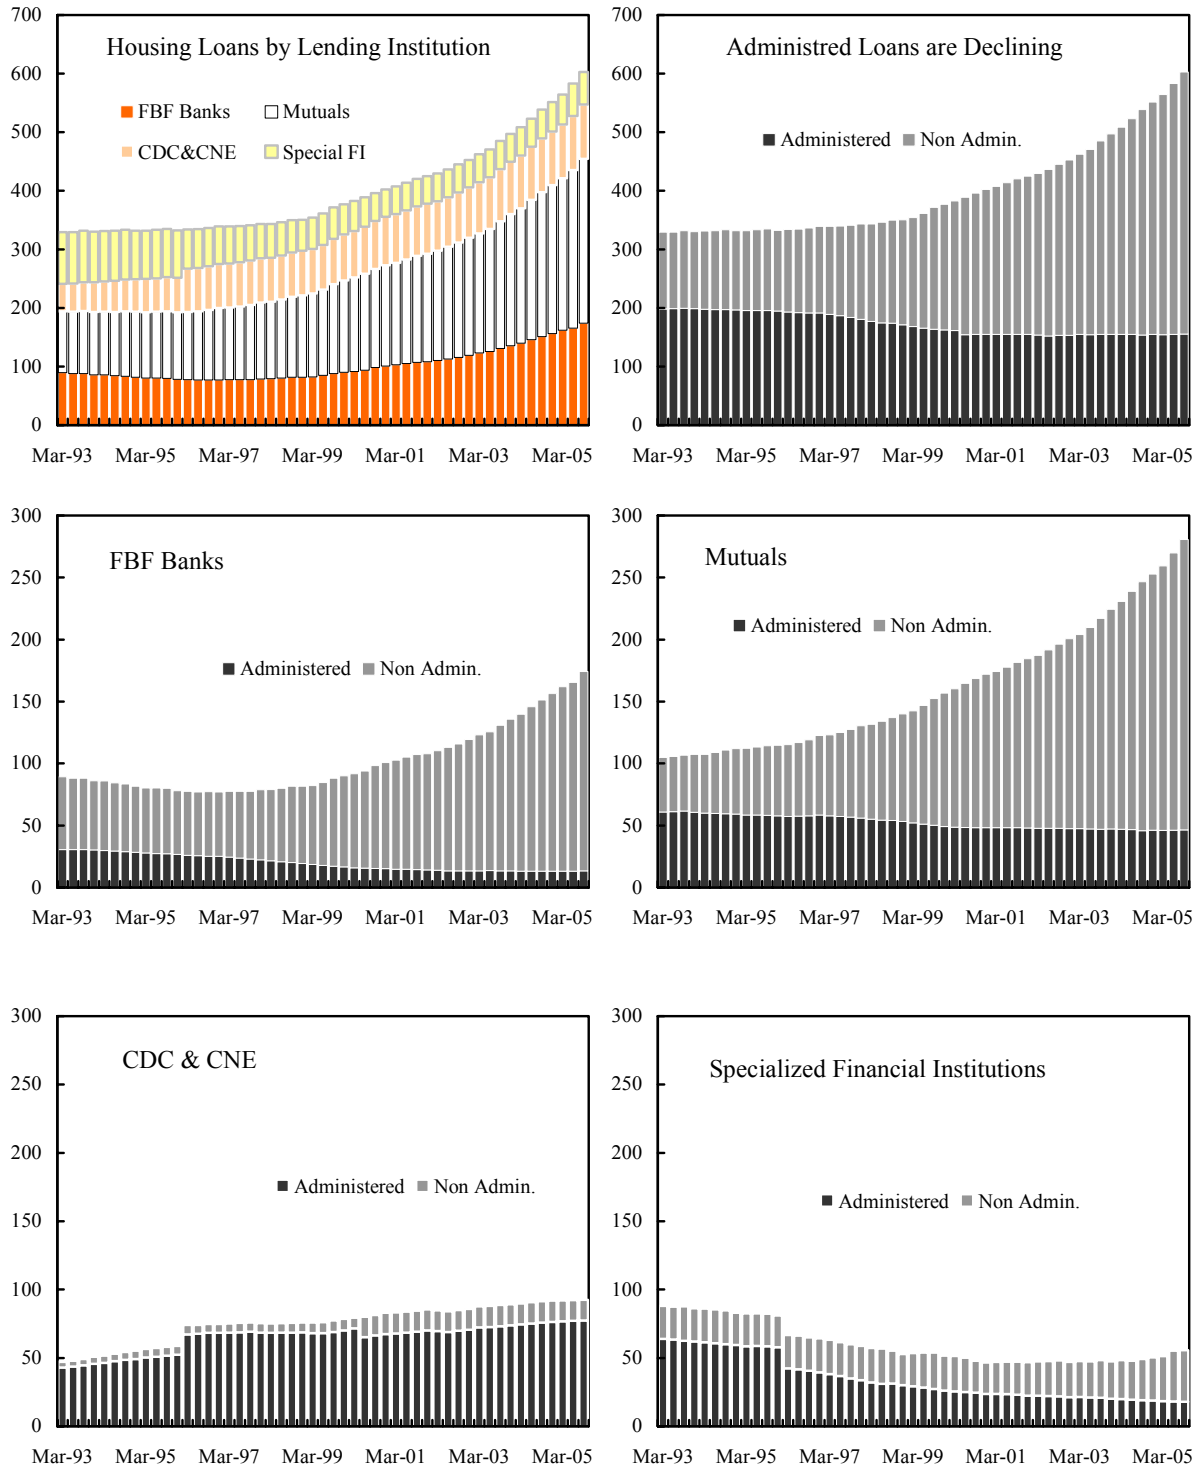 Housing Loans by Lending Institution
FBF Banks
Mutuals
CDC&CNE
Special FI
700
600
500
400
300
200
100
0
Mar-93 Mar-95 Mar-97 Mar-99 Mar-01 Mar-03 Mar-05
Administred Loans are Declining
Administered
Non Admin.
700
600
500
400
300
200
100
0
Mar-93 Mar-95 Mar-97 Mar-99 Mar-01 Mar-03 Mar-05
FBF Banks
Administered
Non Admin.
300
250
200
150
100
50
0
Mar-93 Mar-95 Mar-97 Mar-99 Mar-01 Mar-03 Mar-05
Mutuals
Administered
Non Admin.
300
250
200
150
100
50
0
Mar-93 Mar-95 Mar-97 Mar-99 Mar-01 Mar-03 Mar-05
CDC & CNE
Administered
Non Admin.
300
250
200
150
100
50
0
Mar-93 Mar-95 Mar-97 Mar-99 Mar-01 Mar-03 Mar-05
Specialized Financial Institutions
Administered
Non Admin.
300
250
200
150
100
50
0
Mar-93 Mar-95 Mar-97 Mar-99 Mar-01 Mar-03 Mar-05